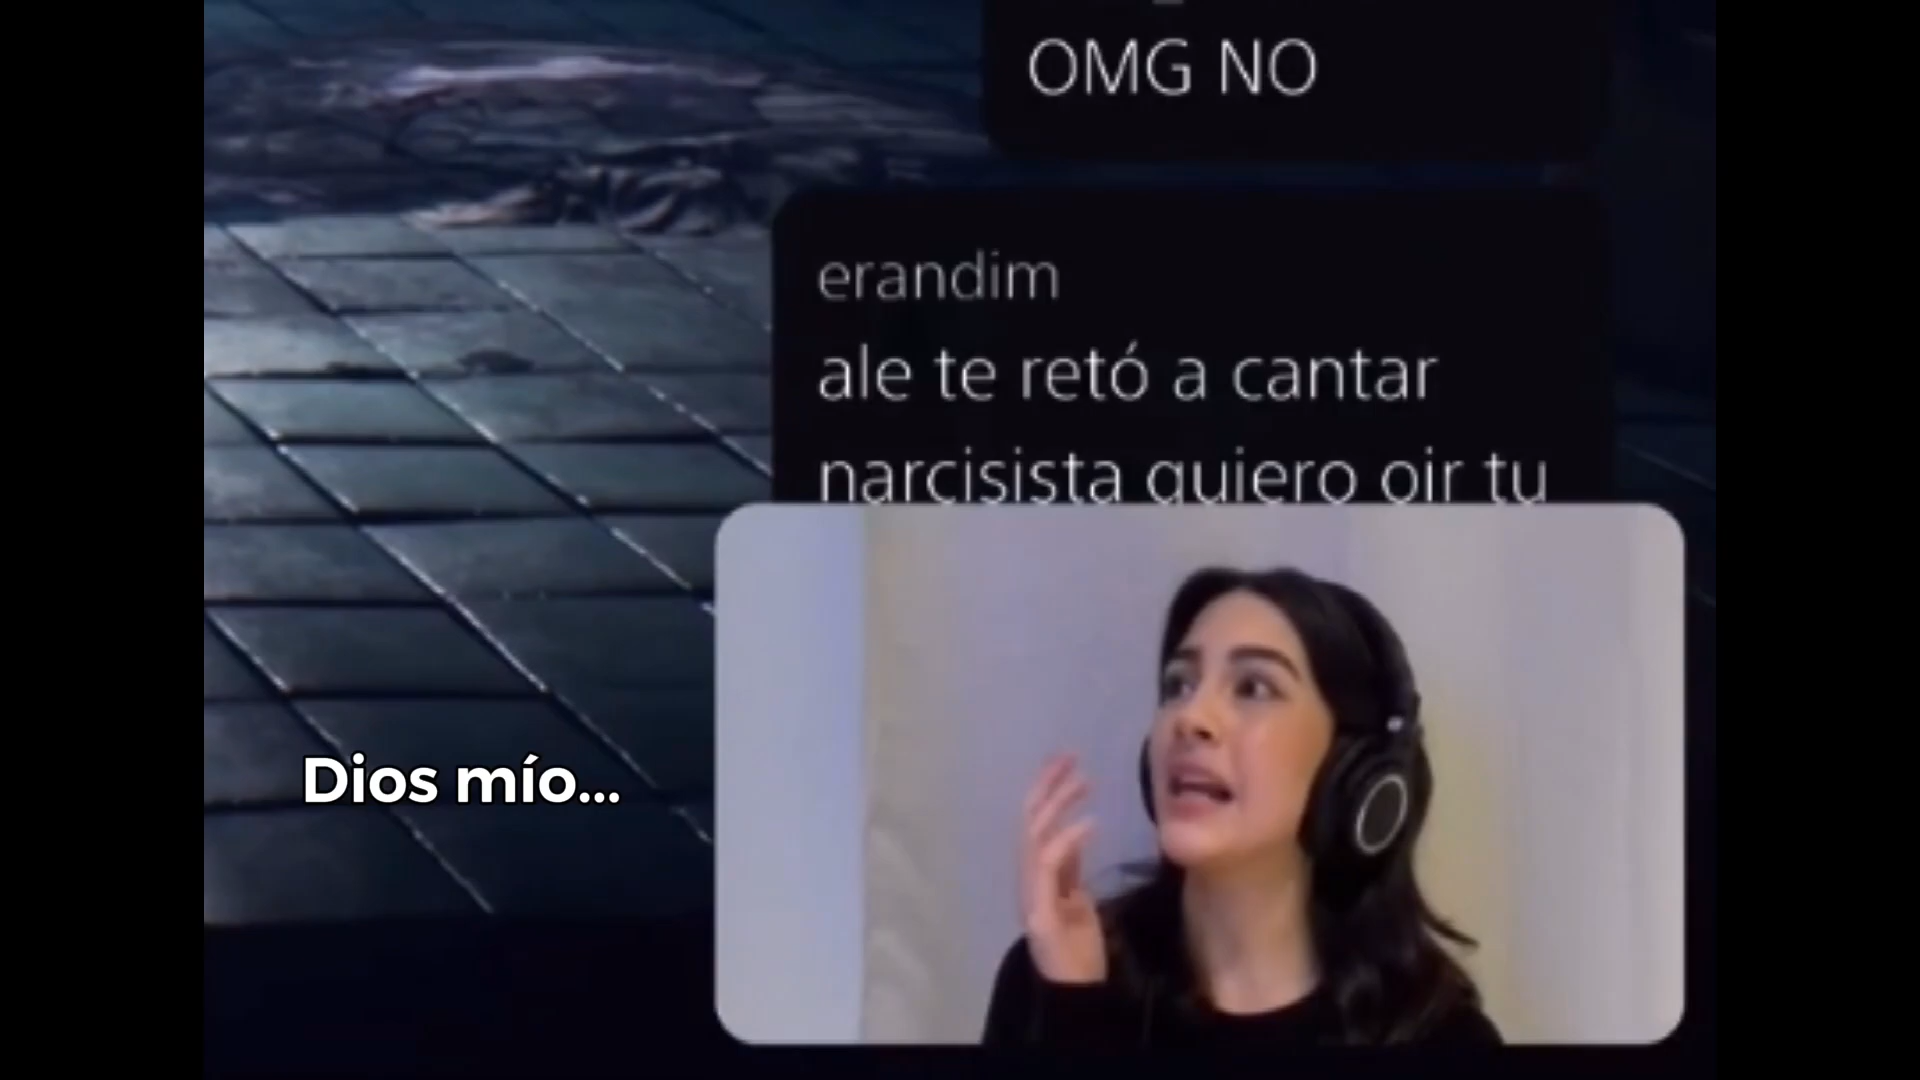 OMG NO
erandim
ale te retó a cantar
narcisista quiero oir tu
Dios mío...